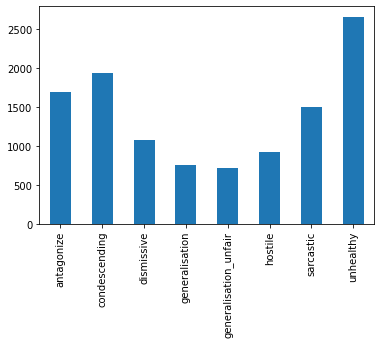 2500
2000
1500
1000
500
0
antagonize
condescending
dismissive
generalisation
generalisation_unfair
hostile
sarcastic
unhealthy